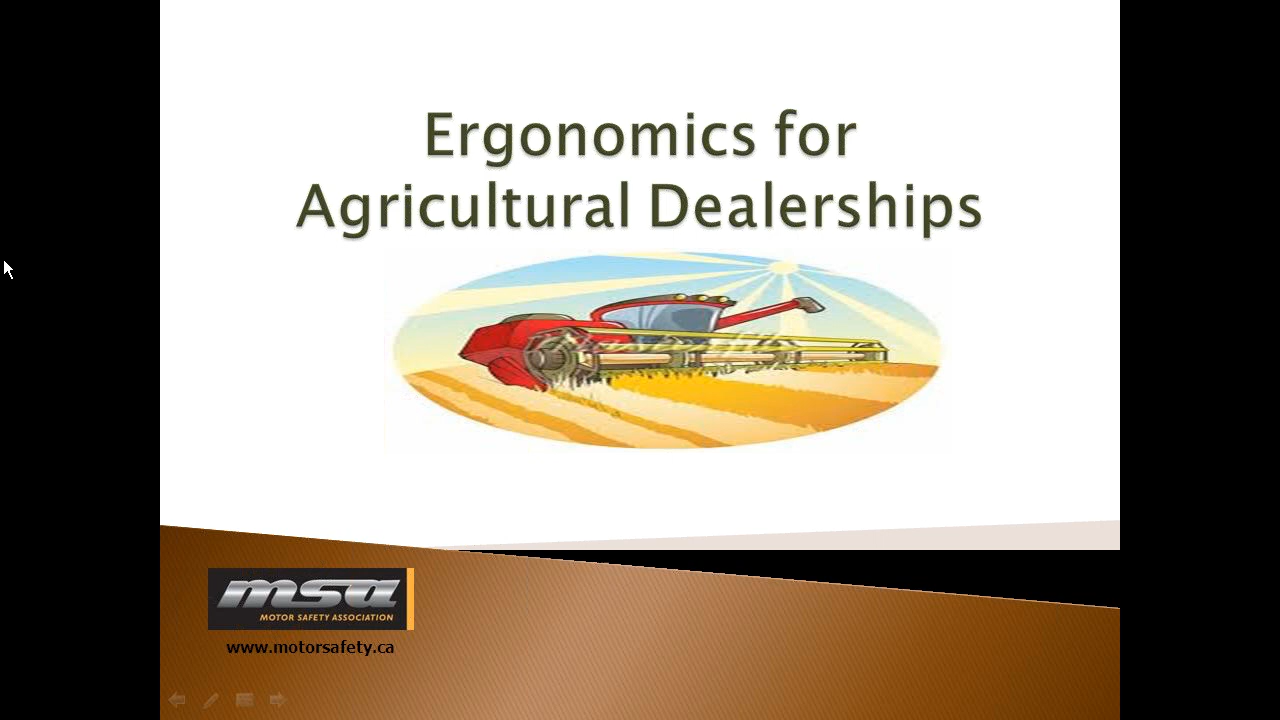 Ergonomics for
Agricultural Dealerships
msa
MOTOR SAFETY ASSOCIATION
www.motorsafety.ca